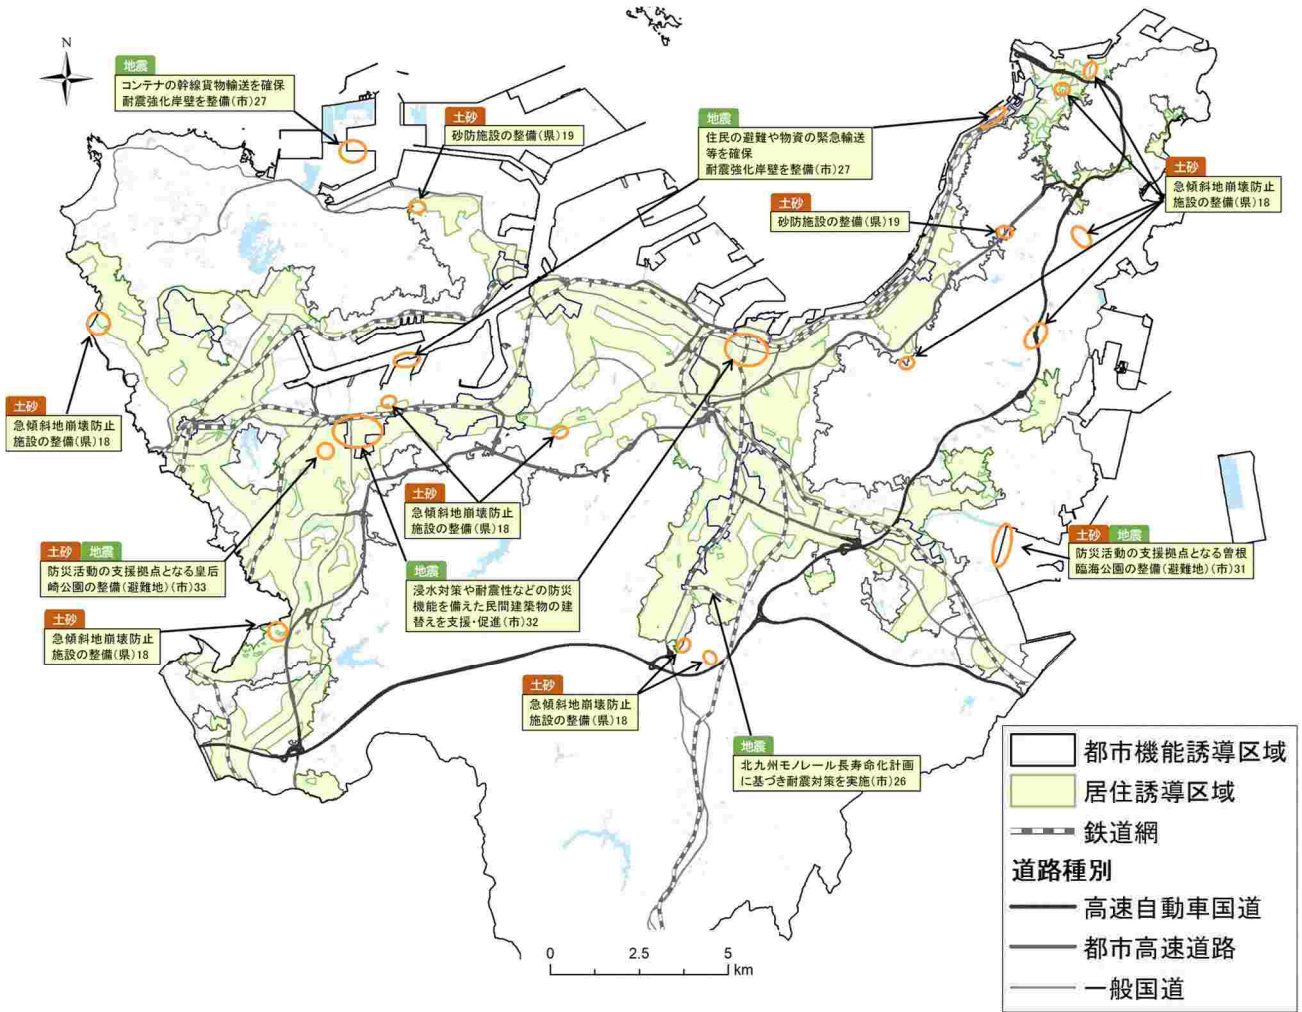 N
地震
コンテナの幹線貨物輸送を確保
耐震強化岸壁を整備(市)27
土砂
砂防施設の整備(県)19
地震
住民の避難や物資の緊急輸送
等を確保
耐震強化岸壁を整備(市)27
土砂
急傾斜地崩壊防止
施設の整備(県)18
土砂
砂防施設の整備(県)19
土砂
急傾斜地崩壊防止
施設の整備(県)18
土砂
急傾斜地崩壊防止
施設の整備(県)18
土砂 地震
防災活動の支援拠点となる皇后
崎公園の整備(避難地)(市)33
地震
浸水対策や耐震性などの防災
機能を備えた民間建築物の建
替えを支援・促進(市)32
土砂 地震
防災活動の支援拠点となる曽根
臨海公園の整備(避難地)(市)31
土砂
急傾斜地崩壊防止
施設の整備(県)18
土砂
急傾斜地崩壊防止
施設の整備(県)18
地震
北九州モノレール長寿命化計画
に基づき耐震対策を実施(市)26
都市機能誘導区域
居住誘導区域
鉄道網
道路種別
高速自動車国道
都市高速道路
一般国道
0 2.5 5
km